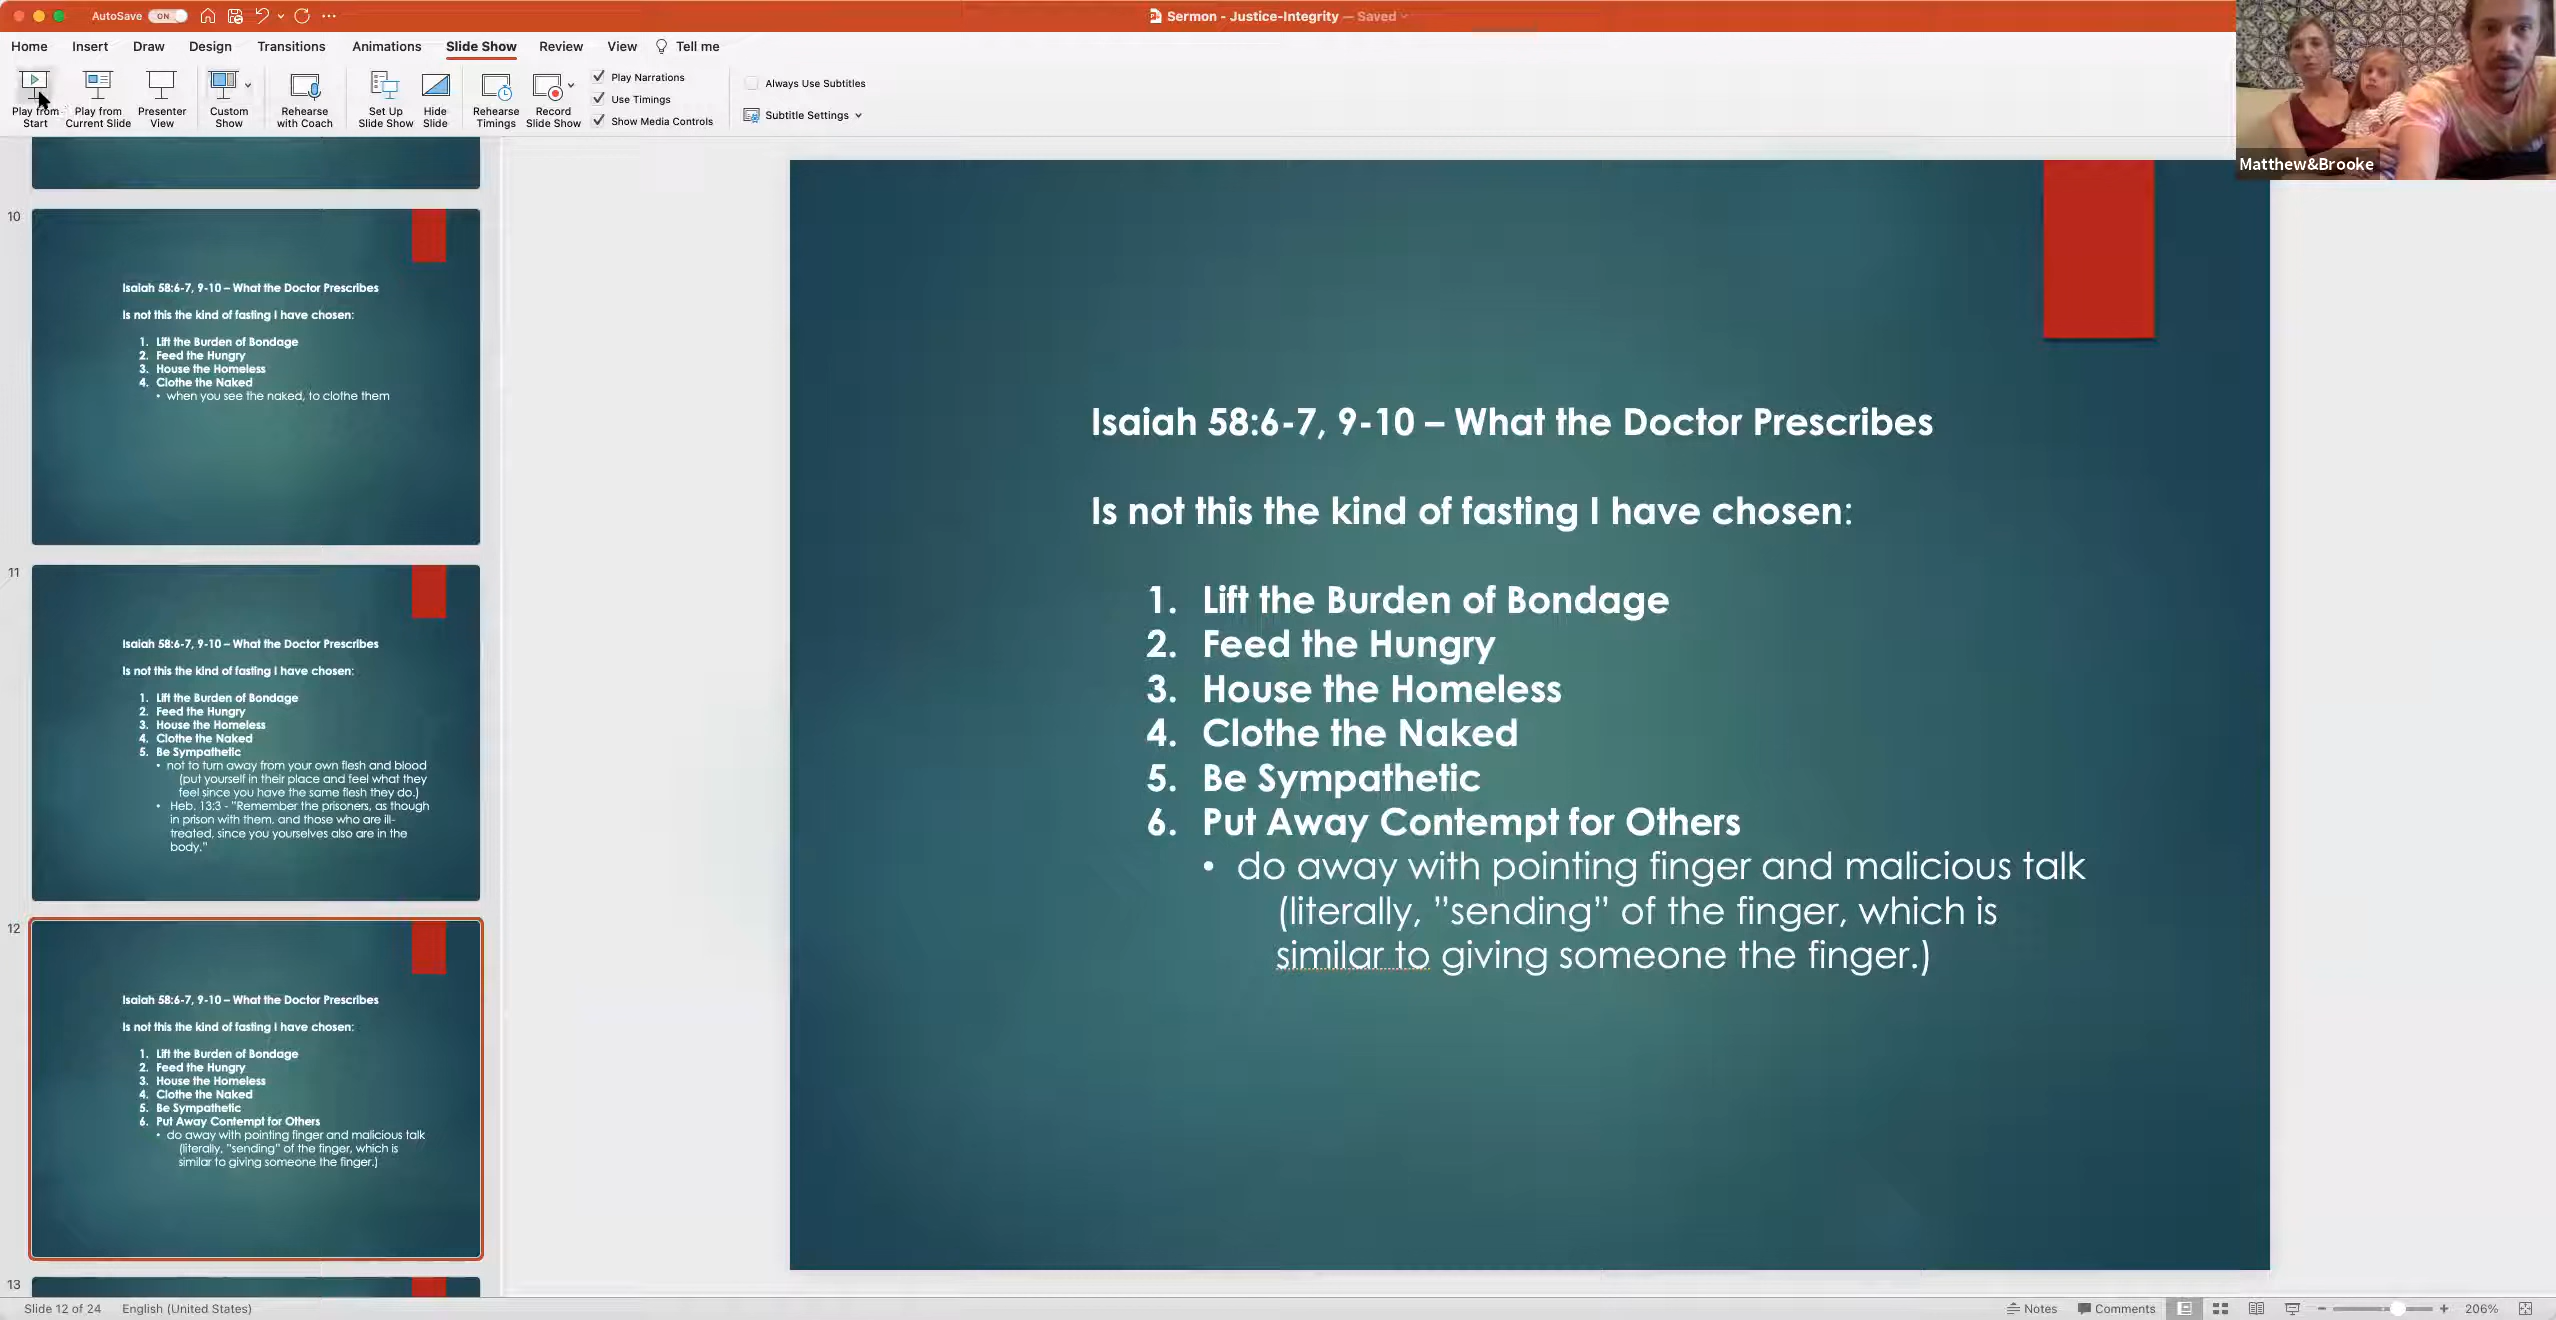 AutoSave ON
Sermon - Justice-Integrity — Saved
Home Insert Draw Design Transitions Animations Slide Show Review View Tell me
Play from Start
Play from Current Slide
Presenter View
Custom Show
Rehearse with Coach
Set Up Slide Show
Hide Slide
Rehearse Timings
Record Slide Show
Play Narrations
Use Timings
Show Media Controls
Always Use Subtitles
Subtitle Settings
Matthew&Brooke
10
Isaiah 58:6-7, 9-10 – What the Doctor Prescribes
Is not this the kind of fasting I have chosen:
1. Lift the Burden of Bondage
2. Feed the Hungry
3. House the Homeless
4. Clothe the Naked
• when you see the naked, to clothe them
11
Isaiah 58:6-7, 9-10 – What the Doctor Prescribes
Is not this the kind of fasting I have chosen:
1. Lift the Burden of Bondage
2. Feed the Hungry
3. House the Homeless
4. Clothe the Naked
5. Be Sympathetic
• not to turn away from your own flesh and blood
(put yourself in their place and feel what they
feel since you have the same flesh they do.)
• Heb. 13:3 - "Remember the prisoners, as though
in prison with them, and those who are ill-
treated, since you yourselves also are in the
body."
12
Isaiah 58:6-7, 9-10 – What the Doctor Prescribes
Is not this the kind of fasting I have chosen:
1. Lift the Burden of Bondage
2. Feed the Hungry
3. House the Homeless
4. Clothe the Naked
5. Be Sympathetic
6. Put Away Contempt for Others
• do away with pointing finger and malicious talk
(literally, "sending" of the finger, which is
similar to giving someone the finger.)
13
Isaiah 58:6-7, 9-10 – What the Doctor Prescribes
Is not this the kind of fasting I have chosen:
1. Lift the Burden of Bondage
2. Feed the Hungry
3. House the Homeless
4. Clothe the Naked
5. Be Sympathetic
6. Put Away Contempt for Others
• do away with pointing finger and malicious talk
(literally, ”sending” of the finger, which is
similar to giving someone the finger.)
Slide 12 of 24 English (United States)
Notes Comments 206%